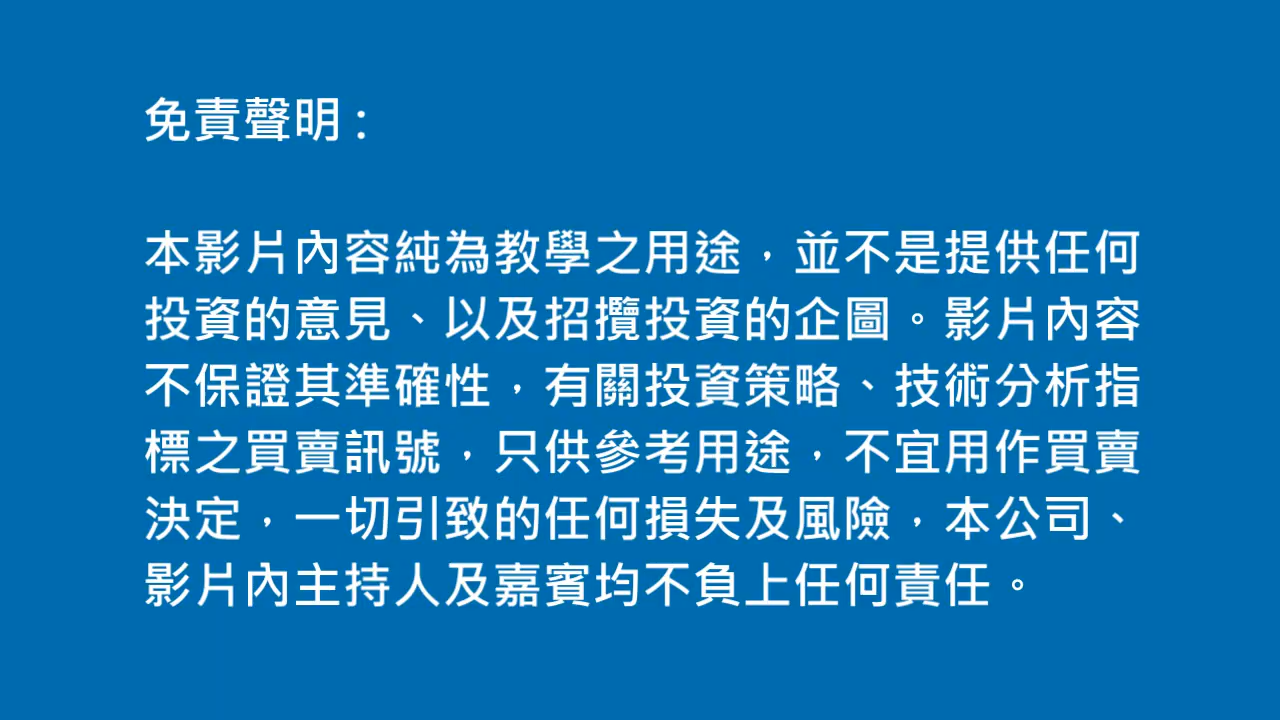 免責聲明 :
本影片內容純為教學之用途，並不是提供任何
投資的意見、以及招攬投資的企圖。影片內容
不保證其準確性，有關投資策略、技術分析指
標之買賣訊號，只供參考用途，不宜用作買賣
決定，一切引致的任何損失及風險，本公司、
影片內主持人及嘉賓均不負上任何責任。